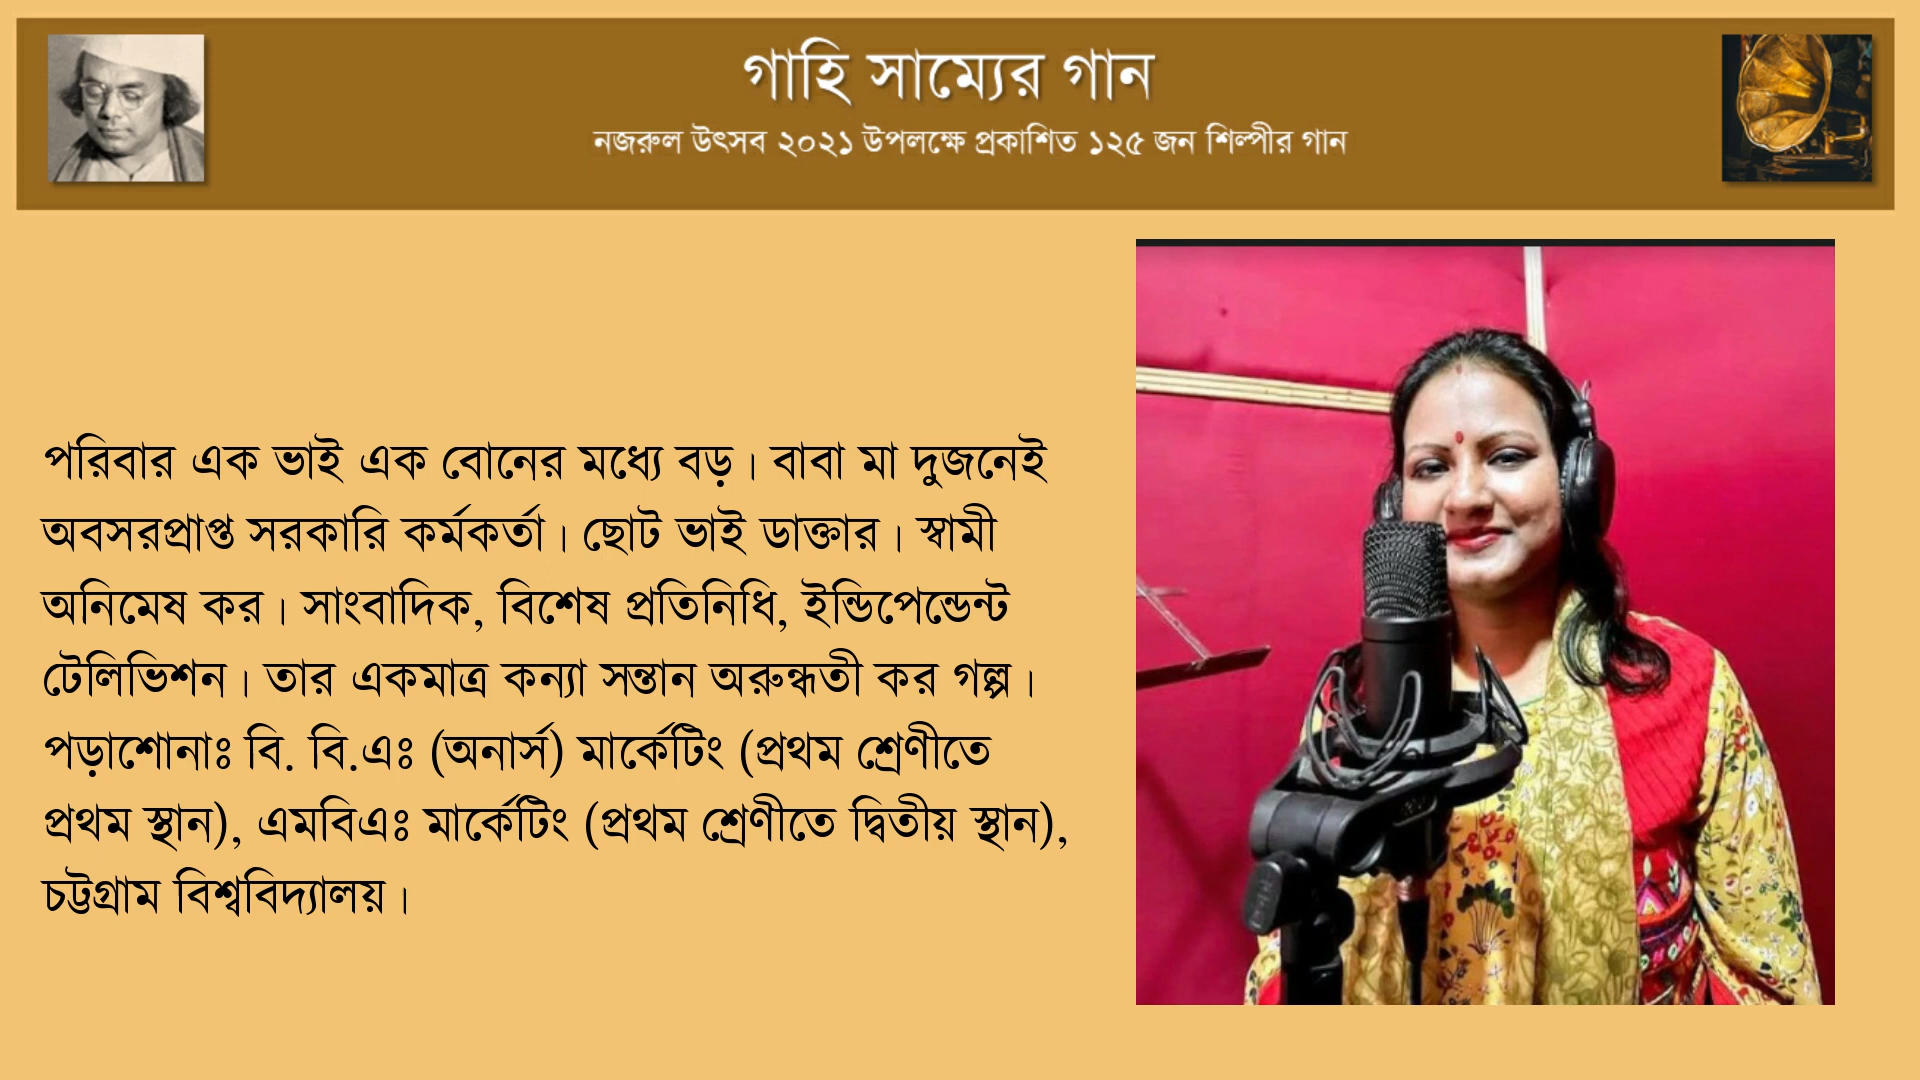 গাহি সাম্যের গান
নজরুল উৎসব ২০২১ উপলক্ষে প্রকাশিত ১২৫ জন শিল্পীর গান
পরিবার এক ভাই এক বোনের মধ্যে বড়। বাবা মা দুজনেই
অবসরপ্রাপ্ত সরকারি কর্মকর্তা। ছোট ভাই ডাক্তার। স্বামী
অনিমেষ কর। সাংবাদিক, বিশেষ প্রতিনিধি, ইন্ডিপেন্ডেন্ট
টেলিভিশন। তার একমাত্র কন্যা সন্তান অরুন্ধতী কর গল্প।
পড়াশোনাঃ বি. বি.এঃ (অনার্স) মার্কেটিং (প্রথম শ্রেণীতে
প্রথম স্থান), এমবিএঃ মার্কেটিং (প্রথম শ্রেণীতে দ্বিতীয় স্থান),
চট্টগ্রাম বিশ্ববিদ্যালয়।